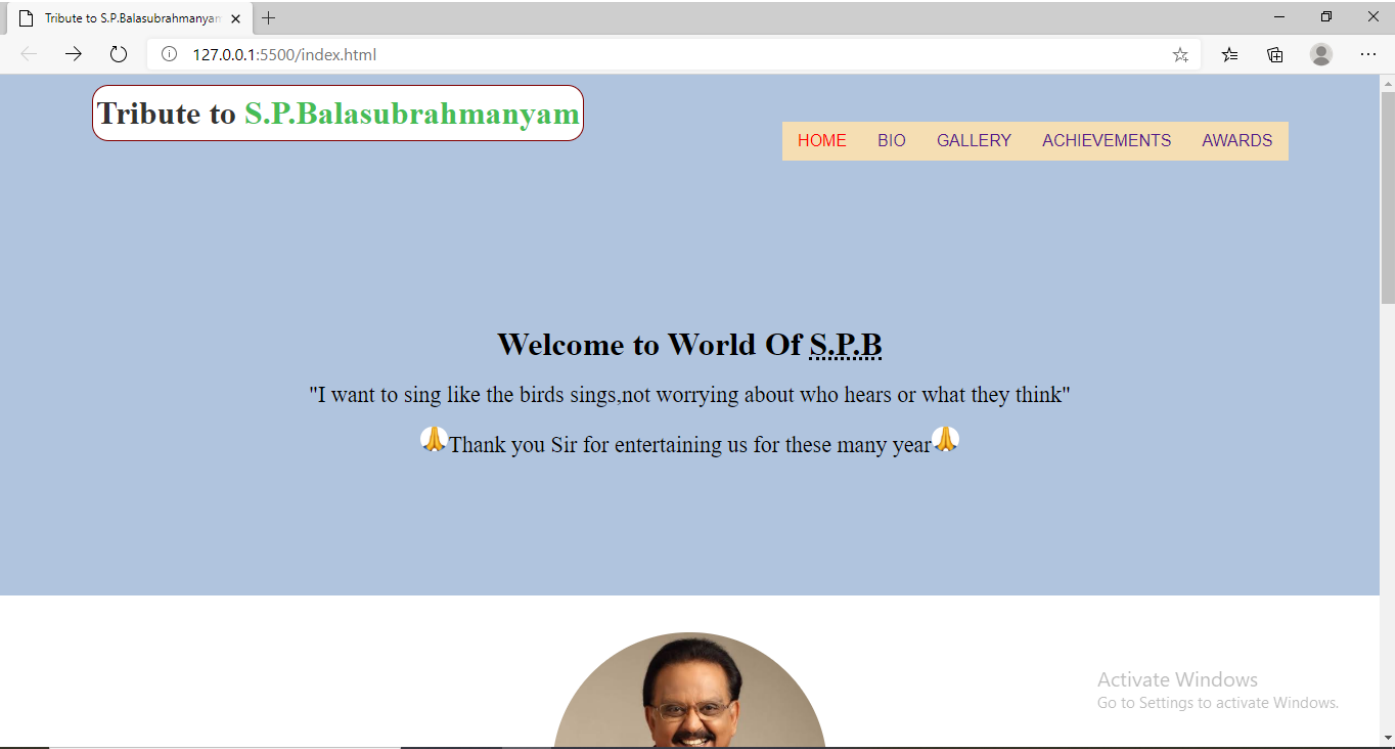 Tribute to S.P.Balasubrahmanyam
127.0.0.1:5500/index.html
Tribute to S.P.Balasubrahmanyam
HOME BIO GALLERY ACHIEVEMENTS AWARDS
Welcome to World Of S.P.B
"I want to sing like the birds sings,not worrying about who hears or what they think"
🙏Thank you Sir for entertaining us for these many year🙏
Activate Windows
Go to Settings to activate Windows.